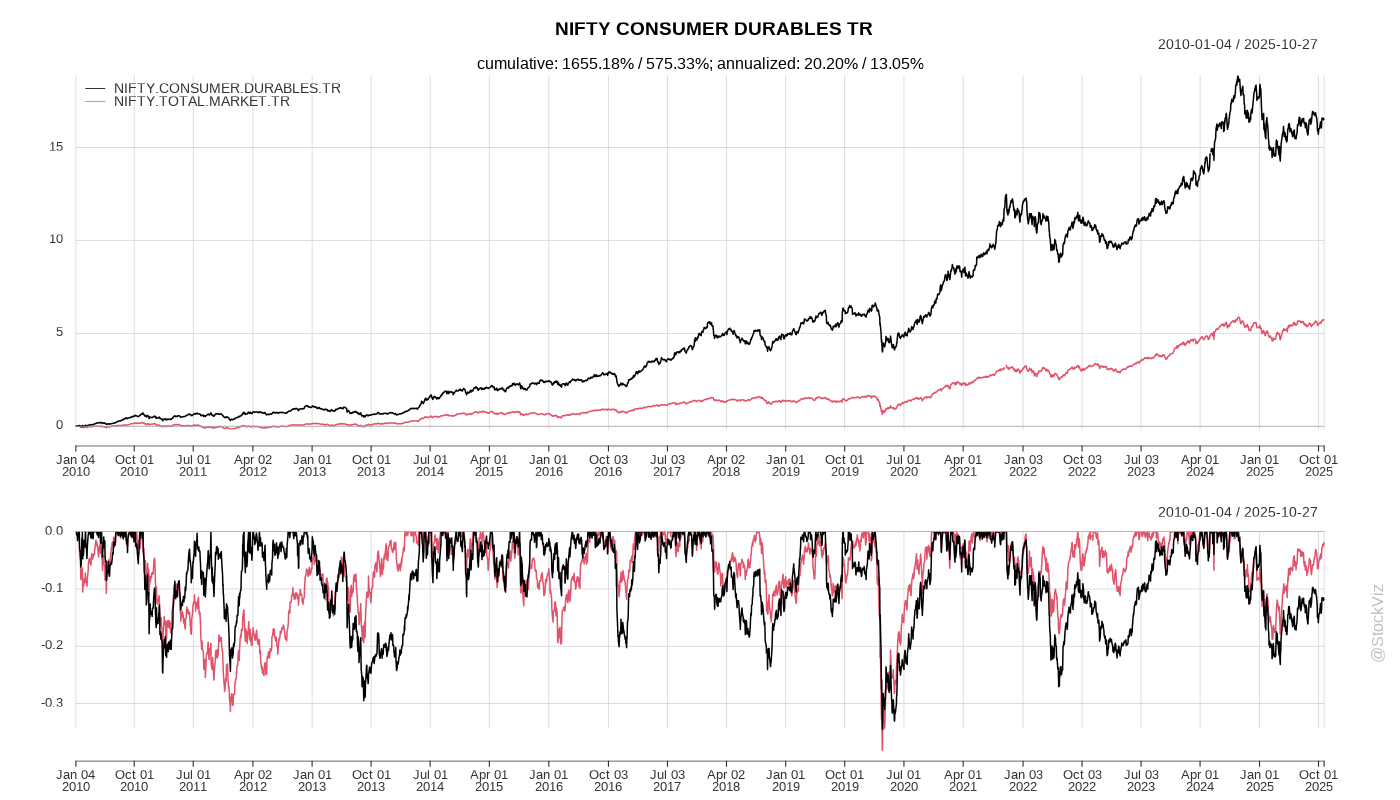 NIFTY CONSUMER DURABLES TR
2010-01-04 / 2025-10-27
cumulative: 1655.18% / 575.33%; annualized: 20.20% / 13.05%
NIFTY.CONSUMER.DURABLES.TR
NIFTY.TOTAL.MARKET.TR
15
10
5
0
Jan 04 Oct 01 Jul 01 Apr 02 Jan 01 Oct 01 Jul 01 Apr 01 Jan 01 Oct 03 Jul 03 Apr 02 Jan 01 Oct 01 Jul 01 Apr 01 Jan 03 Oct 03 Jul 03 Apr 01 Jan 01 Oct 01
2010 2010 2011 2012 2013 2013 2014 2015 2016 2016 2017 2018 2019 2019 2020 2021 2022 2022 2023 2024 2025 2025
2010-01-04 / 2025-10-27
0.0
-0.1
-0.2
-0.3
Jan 04 Oct 01 Jul 01 Apr 02 Jan 01 Oct 01 Jul 01 Apr 01 Jan 01 Oct 03 Jul 03 Apr 02 Jan 01 Oct 01 Jul 01 Apr 01 Jan 03 Oct 03 Jul 03 Apr 01 Jan 01 Oct 01
2010 2010 2011 2012 2013 2013 2014 2015 2016 2016 2017 2018 2019 2019 2020 2021 2022 2022 2023 2024 2025 2025
@StockViz